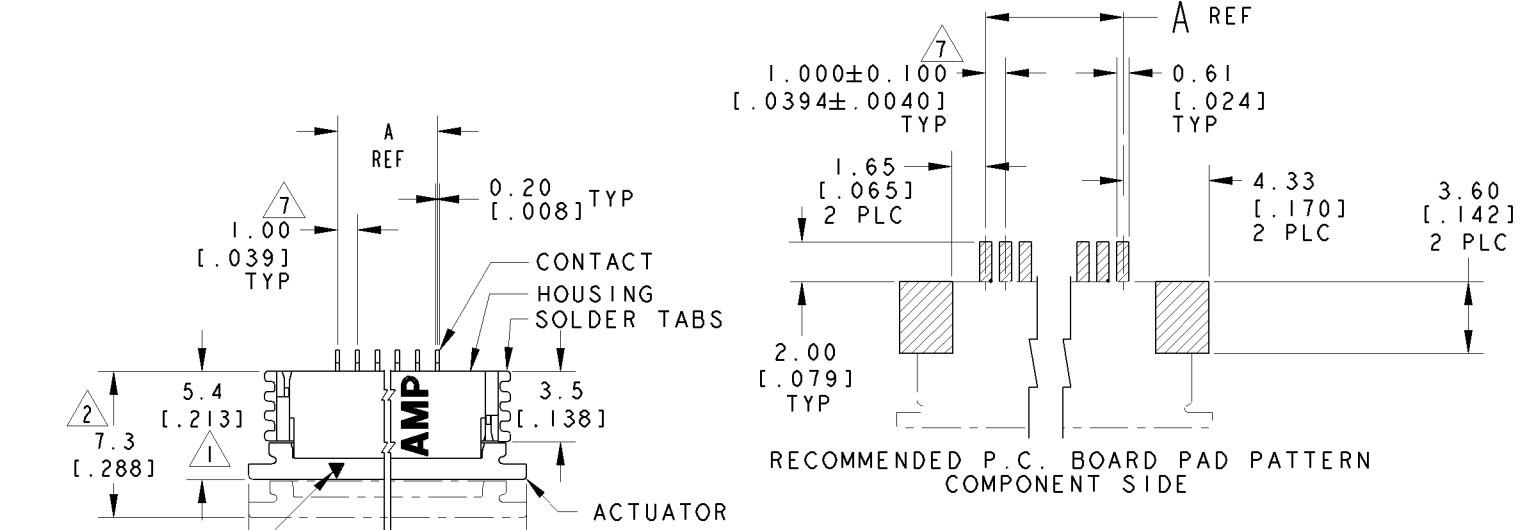 A REF
7
1.000±0.100
[.0394±.0040]
TYP
0.61
[.024]
TYP
1.65
[.065]
2 PLC
4.33
[.170]
2 PLC
3.60
[.142]
2 PLC
2.00
[.079]
TYP
RECOMMENDED P.C. BOARD PAD PATTERN
COMPONENT SIDE
A
REF
0.20
[.008]
TYP
7
1.00
[.039]
TYP
CONTACT
HOUSING
SOLDER TABS
5.4
[.213]
1
2
7.3
[.288]
3.5
[.138]
AMP
ACTUATOR